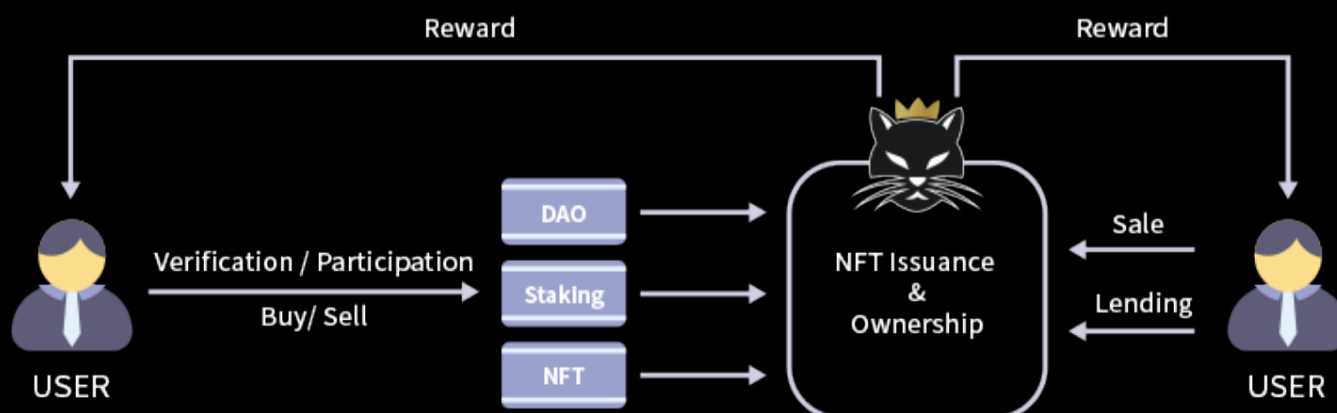 Reward
Reward
DAO
Sale
Verification / Participation
NFT Issuance
&
Ownership
Staking
Lending
Buy/ Sell
NFT
USER
USER